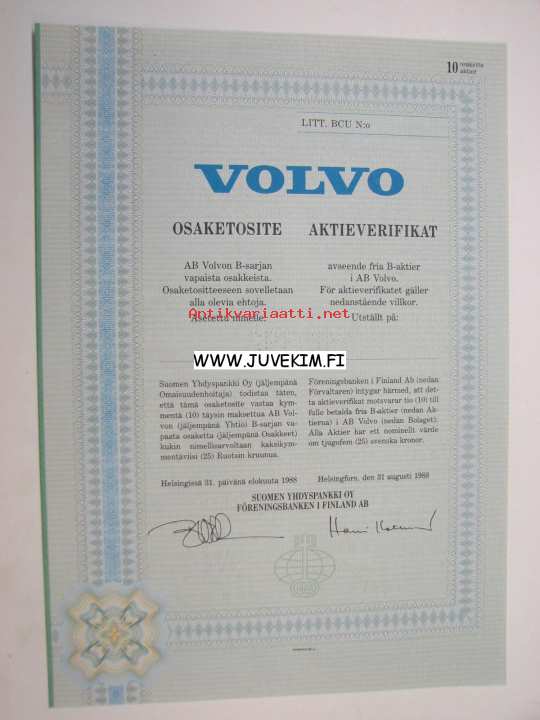 10 osaketta
aktier
LITT. BCU N:o
VOLVO
OSAKETOSITE
AB Volvon B-sarjan
vapaista osakkeista.
Osaketositteeseen sovelletaan
alla olevia ehtoja.
Asetettu nimelle:
AKTIEVERIFIKAT
avseende fria B-aktier
i AB Volvo.
För aktieverifikatet gäller
nedanstående villkor.
Utställt på:
Antikvariaatti.net
WWW.JUVEKIM.FI
Suomen Yhdyspankki Oy (jäljempänä
Omaisuudenhoitaja) todistaa täten,
että tämä osaketosite vastaa kym-
mentä (10) täysin maksettua AB Vol-
von (jäljempänä Yhtiö) B-sarjan va-
paata osaketta (jäljempänä Osakkeet)
kukin nimellisarvoltaan kaksikym-
mentäviisi (25) Ruotsin kruunua.
Föreningsbanken i Finland Ab (nedan
Förvaltaren) intygar härmed, att det-
ta aktieverifikat motsvarar tio (10) till
fullo betalda fria B-aktier (nedan Ak-
tierna) i AB Volvo (nedan Bolaget).
Alla Aktier har ett nominellt värde
om tjugofem (25) svenska kronor.
Helsingissä 31. päivänä elokuuta 1988
Helsingfors, den 31 augusti 1988
SUOMEN YHDYSPANKKI OY
FÖRENINGSBANKEN I FINLAND AB